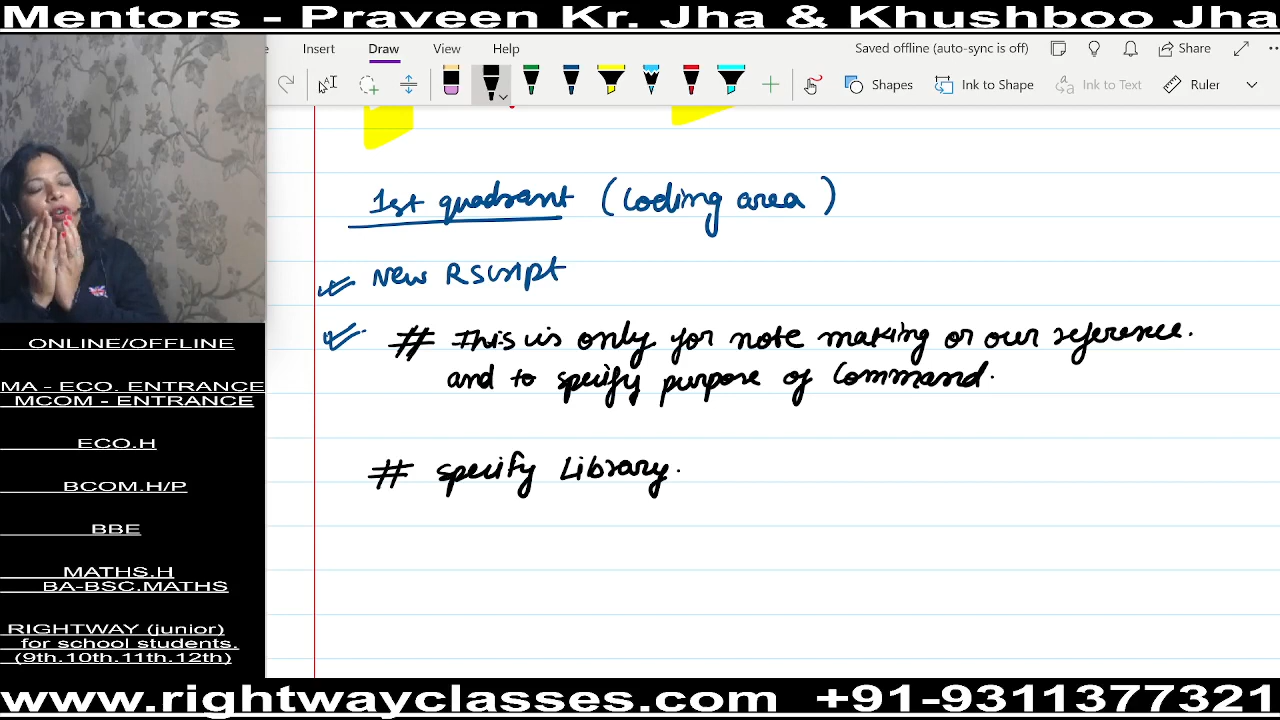 Mentors - Praveen Kr. Jha & Khushboo Jha
Insert Draw View Help Saved offline (auto-sync is off) Share
Shapes Ink to Shape Ink to Text Ruler
1st quadrant (Coding area)
New Rscript
# This is only for note making or our reference.
and to specify purpose of Command.
# specify Library.
ONLINE/OFFLINE
MA - ECO. ENTRANCE
MCOM - ENTRANCE
ECO.H
BCOM.H/P
BBE
MATHS.H
BA-BSC.MATHS
RIGHTWAY (junior)
for school students.
(9th.10th.11th.12th)
www.rightwayclasses.com +91-9311377321